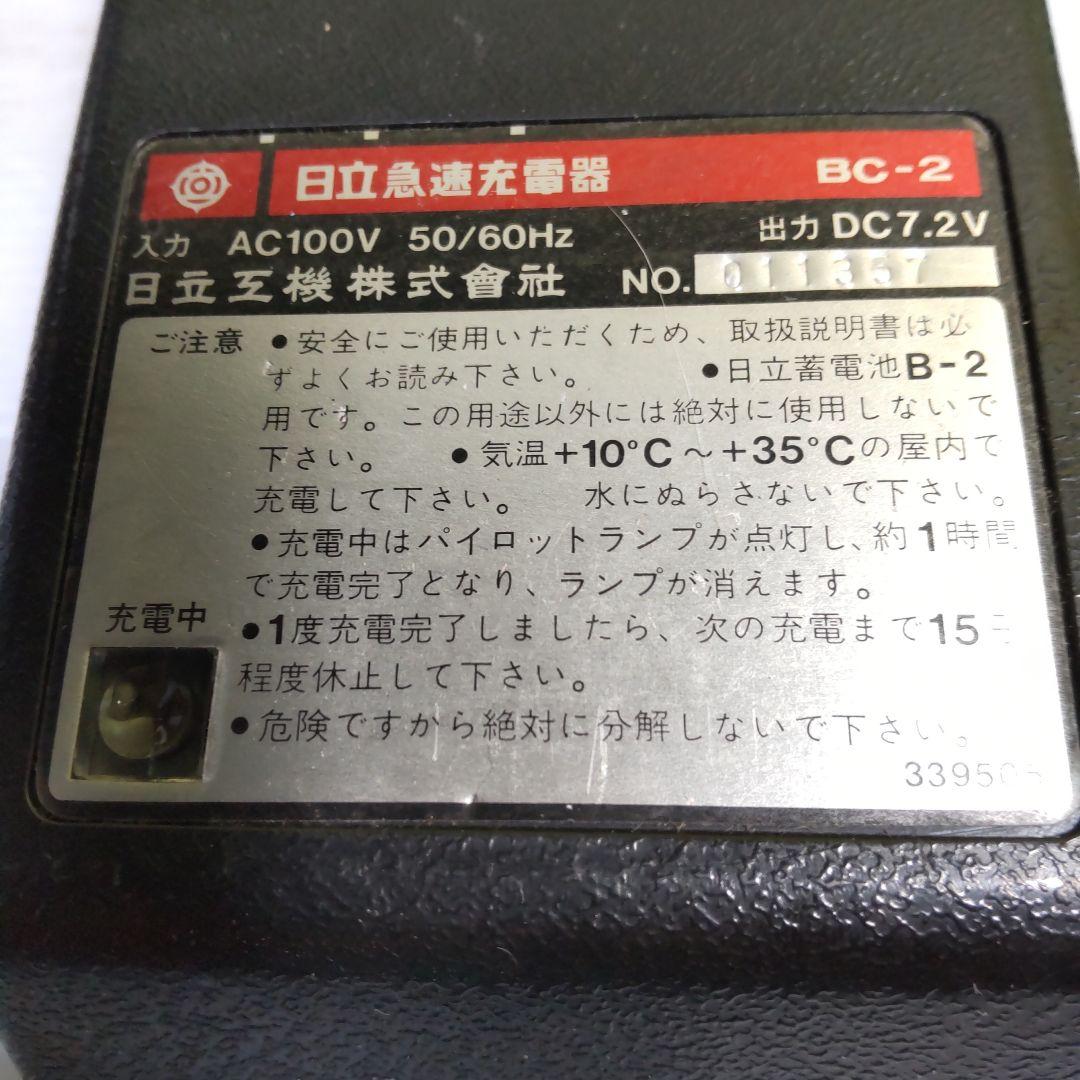 日立急速充電器 BC-2
入力 AC100V 50/60Hz 出力 DC7.2V
日立工機株式會社 NO. 011357
ご注意 ●安全にご使用いただくため、取扱説明書は必
ずよくお読み下さい。 ●日立蓄電池B-2
用です。この用途以外には絶対に使用しないで
下さい。 ●気温+10°C～+35°Cの屋内で
充電して下さい。 水にぬらさないで下さい。
●充電中はパイロットランプが点灯し、約1時間
で充電完了となり、ランプが消えます。
充電中
●1度充電完了しましたら、次の充電まで15
程度休止して下さい。
●危険ですから絶対に分解しないで下さい。